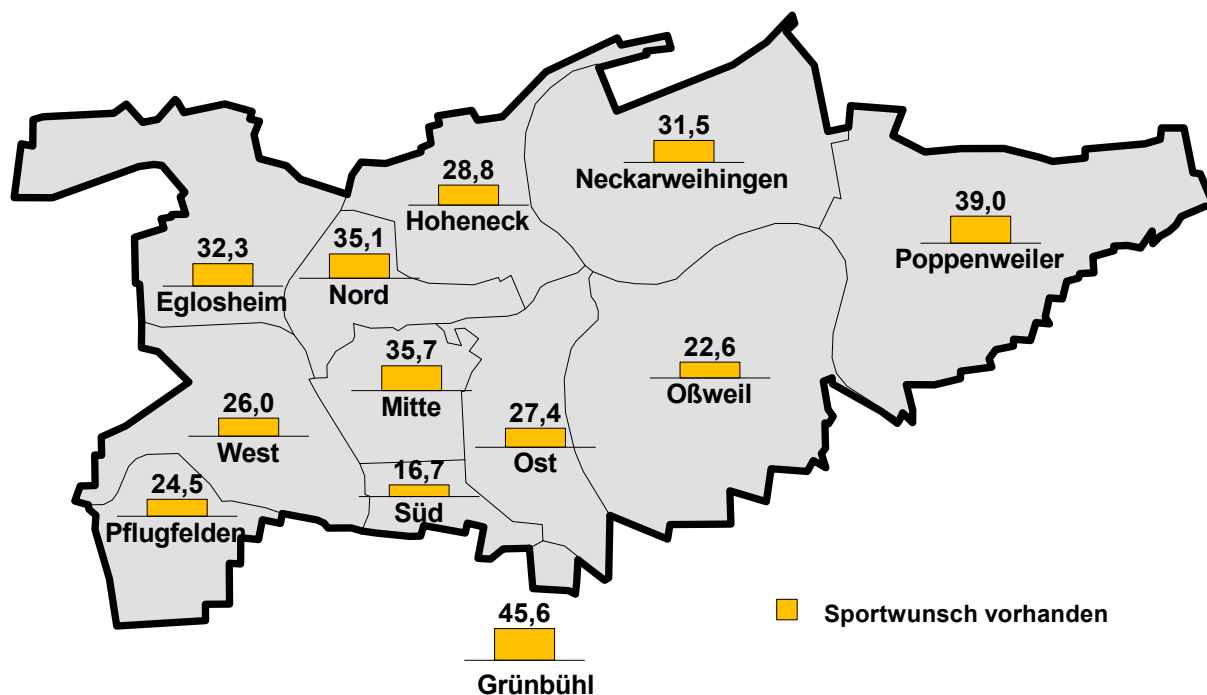 31,5
Neckarweihingen
28,8
Hoheneck
39,0
Poppenweiler
32,3
Eglosheim
35,1
Nord
35,7
Mitte
22,6
Oßweil
26,0
West
27,4
Ost
16,7
Süd
24,5
Pflugfelden
45,6
Grünbühl
Sportwunsch vorhanden